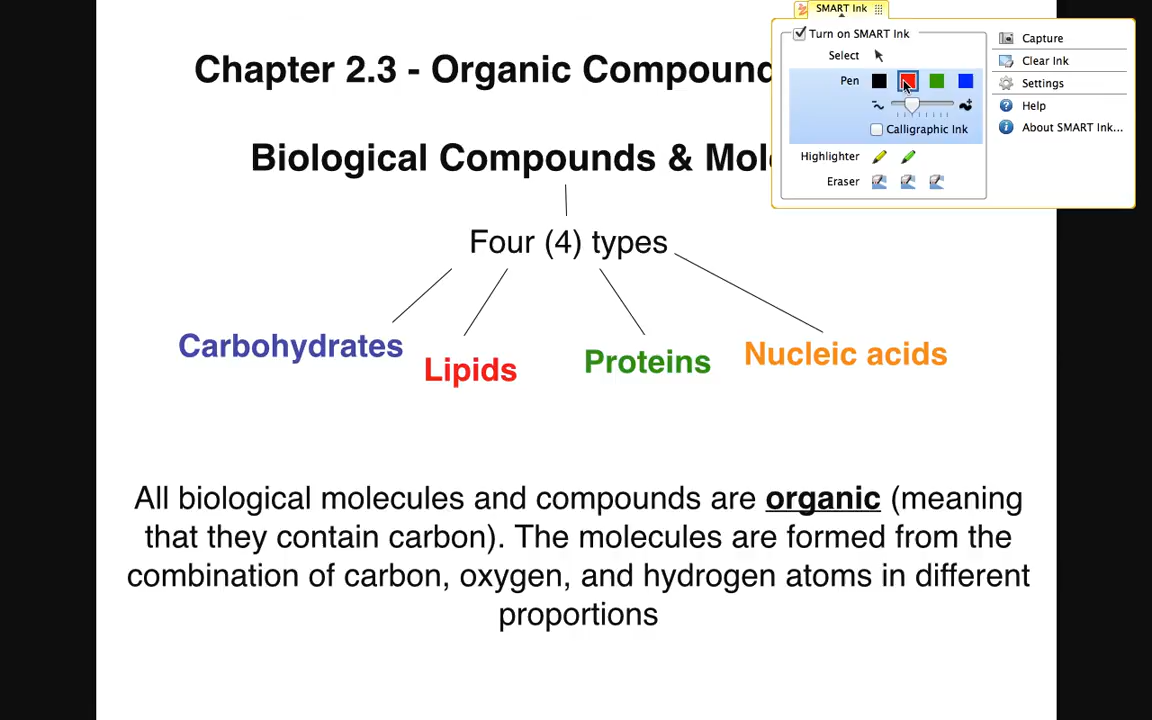 SMART Ink
Turn on SMART Ink
Select
Pen
Calligraphic Ink
Highlighter
Eraser
Capture
Clear Ink
Settings
Help
About SMART Ink...
Chapter 2.3 - Organic
Biological Compounds &
Four (4) types
Carbohydrates
Lipids
Proteins
Nucleic acids
All biological molecules and compounds are organic (meaning
that they contain carbon). The molecules are formed from the
combination of carbon, oxygen, and hydrogen atoms in different
proportions